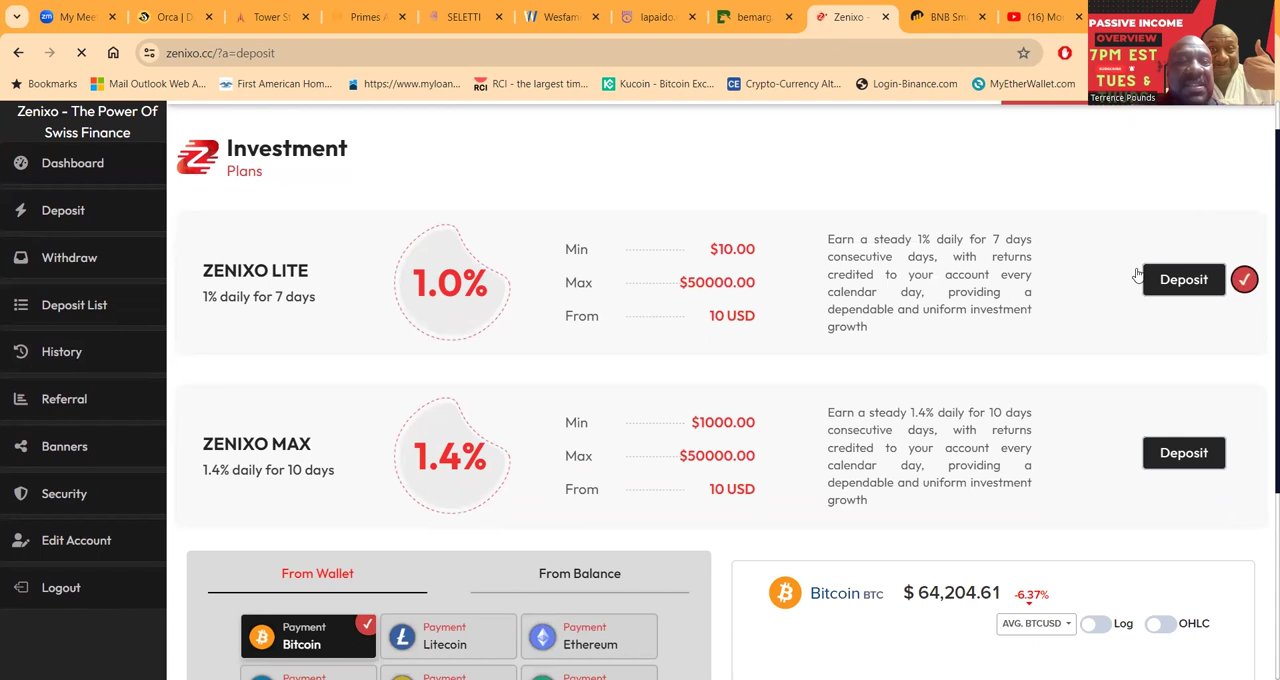 My Mee
Orca | D
Tower S
Primes A
SELETTI
Wesfame
lapaido.
bemarg
Zenixo -
BNB Sm
(16) Mo
PASSIVE INCOME
OVERVIEW
7PM EST
TUES &
Terrence Pounds
zenixo.cc/?a=deposit
Bookmarks
Mail Outlook Web A...
First American Hom...
https://www.myloan...
RCI
RCI - the largest tim...
Kucoin - Bitcoin Exc...
CE
Crypto-Currency Alt...
Login-Binance.com
MyEtherWallet.com
Zenixo - The Power Of
Swiss Finance
Dashboard
Deposit
Withdraw
Deposit List
History
Referral
Banners
Security
Edit Account
Logout
Investment
Plans
ZENIXO LITE
1% daily for 7 days
1.0%
Min $10.00
Max $50000.00
From 10 USD
Earn a steady 1% daily for 7 days
consecutive days, with returns
credited to your account every
calendar day, providing a
dependable and uniform investment
growth
Deposit
ZENIXO MAX
1.4% daily for 10 days
1.4%
Min $1000.00
Max $50000.00
From 10 USD
Earn a steady 1.4% daily for 10 days
consecutive days, with returns
credited to your account every
calendar day, providing a
dependable and uniform investment
growth
Deposit
From Wallet
From Balance
Payment
Bitcoin
Payment
Litecoin
Payment
Ethereum
Payment
Payment
Payment
Bitcoin BTC $ 64,204.61 -6.37%
AVG. BTCUSD
Log
OHLC